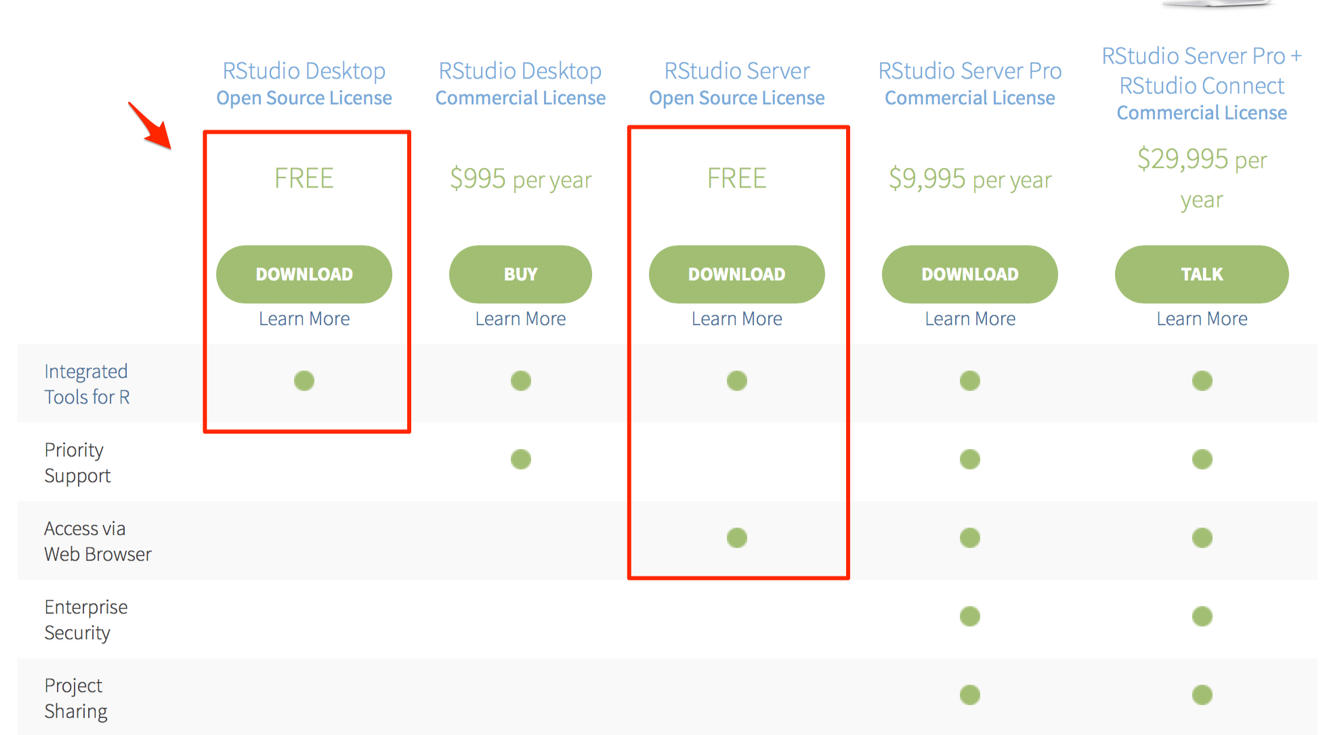 RStudio Desktop
Open Source License
RStudio Desktop
Commercial License
RStudio Server
Open Source License
RStudio Server Pro
Commercial License
RStudio Server Pro +
RStudio Connect
Commercial License
FREE
$995 per year
FREE
$9,995 per year
$29,995 per
year
DOWNLOAD
BUY
DOWNLOAD
DOWNLOAD
TALK
Learn More
Learn More
Learn More
Learn More
Learn More
Integrated
Tools for R
Priority
Support
Access via
Web Browser
Enterprise
Security
Project
Sharing